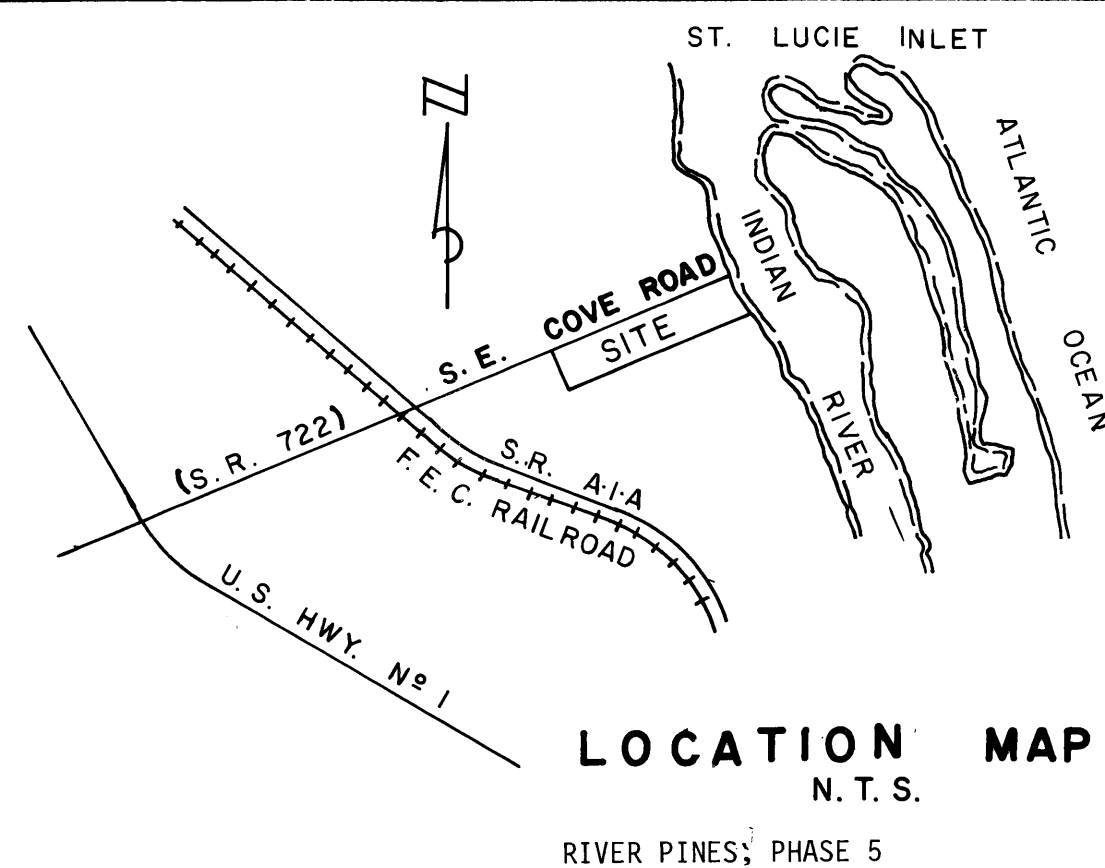 ST. LUCIE INLET
N
ATLANTIC
OCEAN
INDIAN
RIVER
S. E. COVE ROAD
SITE
(S. R. 722)
S.R. A·I·A
F. E. C. RAILROAD
U. S. HWY. Nº 1
LOCATION MAP
N. T. S.
RIVER PINES; PHASE 5